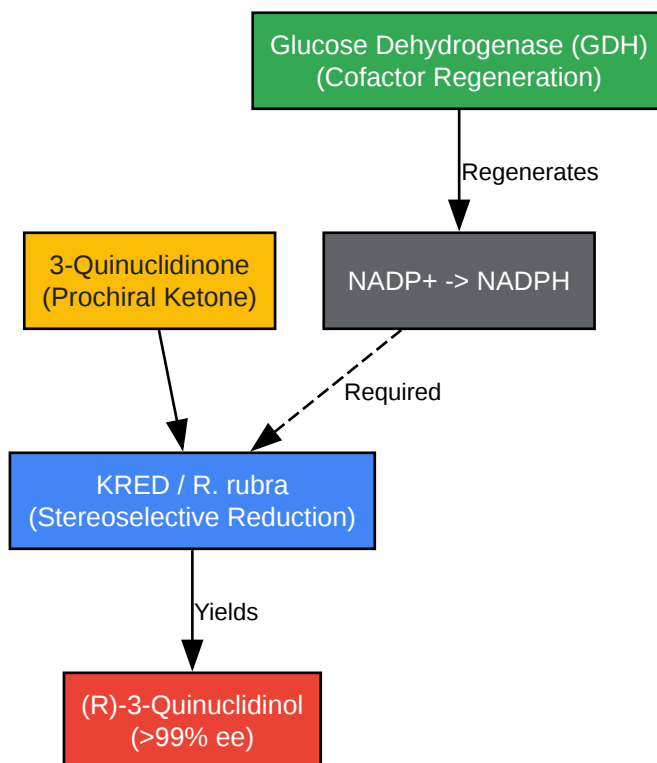 Glucose Dehydrogenase (GDH)
(Cofactor Regeneration)
Regenerates
3-Quinuclidinone
(Prochiral Ketone)
NADP+ -> NADPH
Required
KRED / R. rubra
(Stereoselective Reduction)
Yields
(R)-3-Quinuclidinol
(>99% ee)